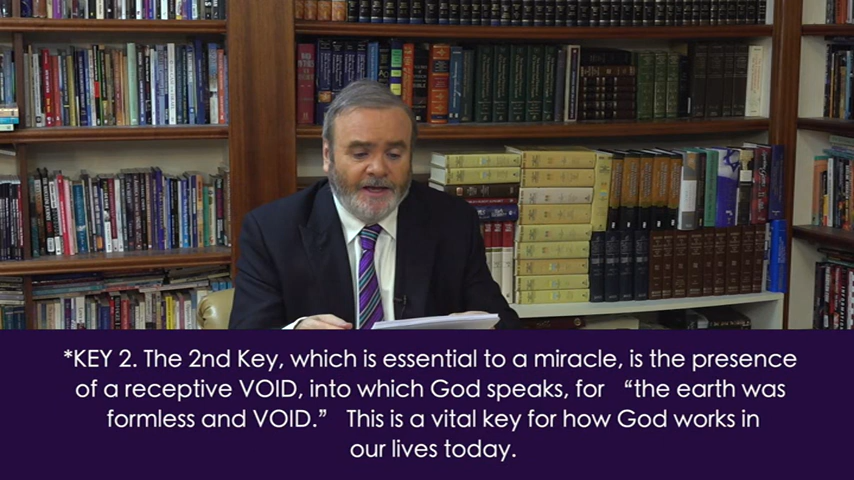 *KEY 2. The 2nd Key, which is essential to a miracle, is the presence
of a receptive VOID, into which God speaks, for “the earth was
formless and VOID.” This is a vital key for how God works in
our lives today.